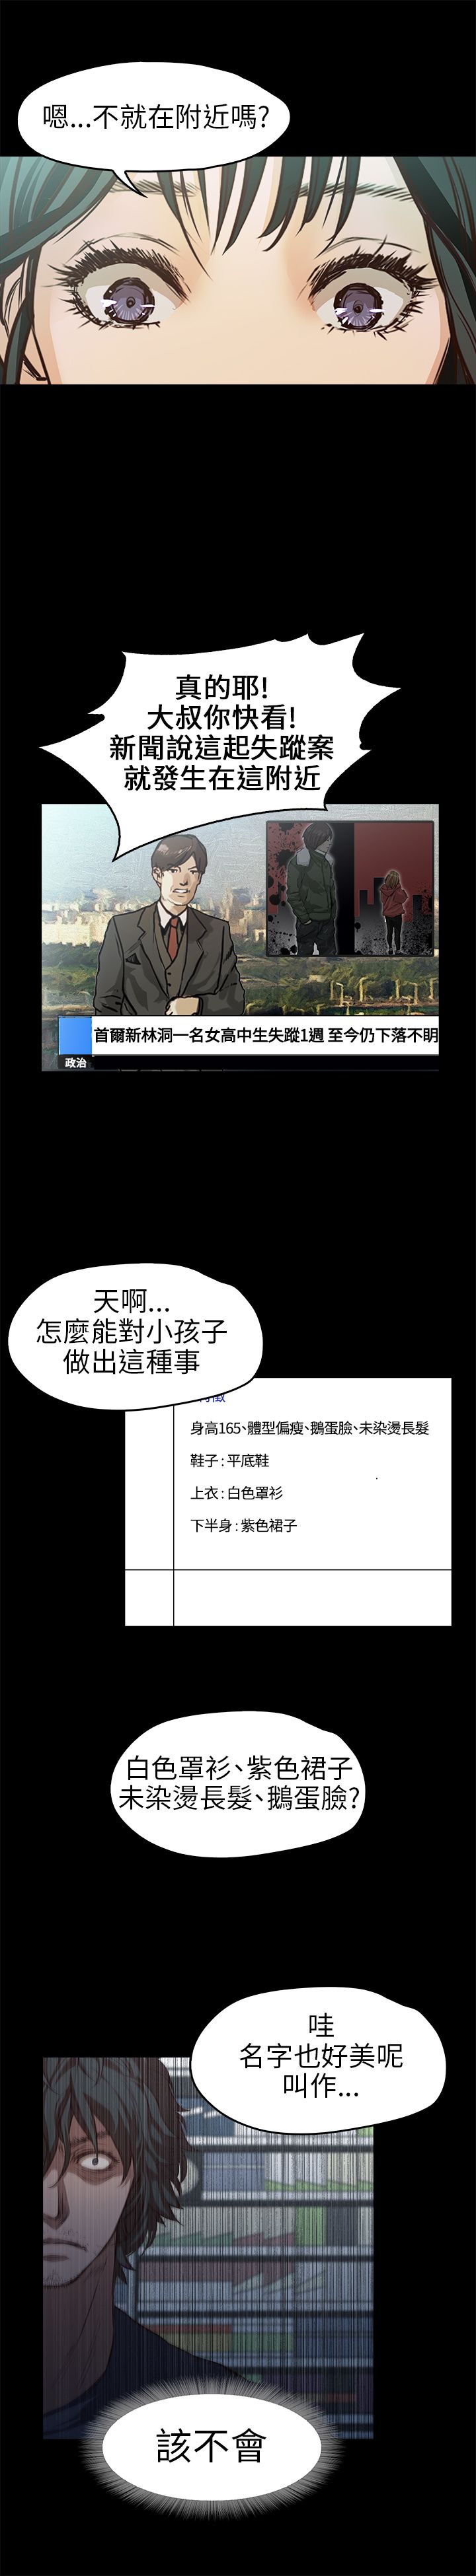 嗯...不就在附近嗎?
真的耶!
大叔你快看!
新聞說這起失蹤案
就發生在這附近
首爾新林洞一名女高中生失蹤1週 至今仍下落不明
政治
天啊...
怎麼能對小孩子
做出這種事
特徵
身高165、體型偏瘦、鵝蛋臉、未染燙長髮
鞋子 : 平底鞋
上衣 : 白色罩衫
下半身 : 紫色裙子
白色罩衫、紫色裙子
未染燙長髮、鵝蛋臉?
哇
名字也好美呢
叫作...
該不會